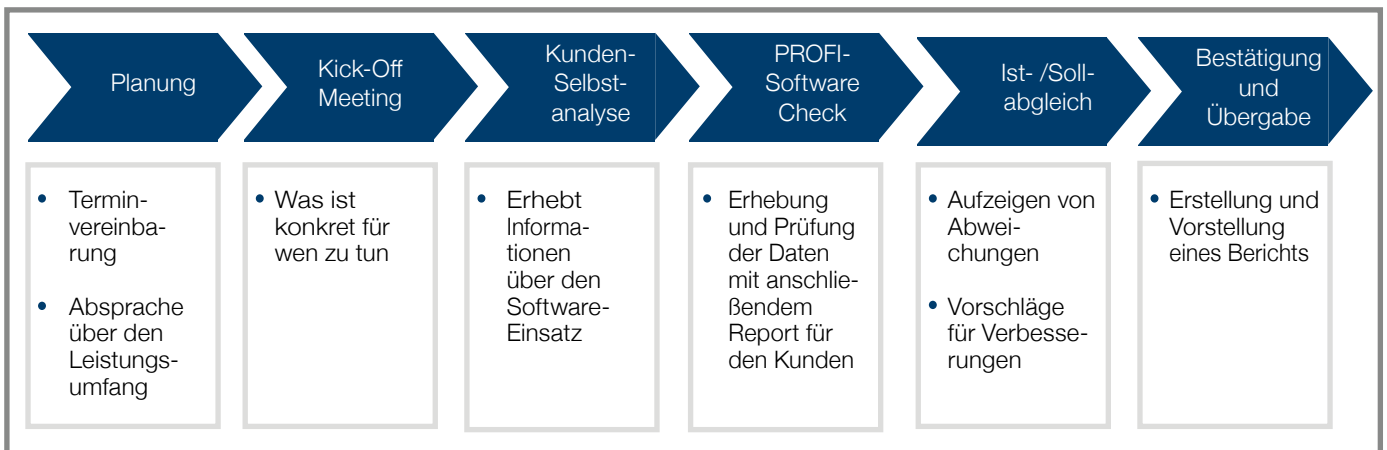 Planung
Kick-Off
Meeting
Kunden-
Selbst-
analyse
PROFI-
Software
Check
Ist- /Soll-
abgleich
Bestätigung
und
Übergabe
• Termin-
vereinba-
rung
• Absprache
über den
Leistungs-
umfang
• Was ist
konkret für
wen zu tun
• Erhebt
Informa-
tionen
über den
Software-
Einsatz
• Erhebung
und Prüfung
der Daten
mit anschlie-
ßendem
Report für
den Kunden
• Aufzeigen von
Abwei-
chungen
• Vorschläge
für Verbesse-
rungen
• Erstellung und
Vorstellung
eines Berichts